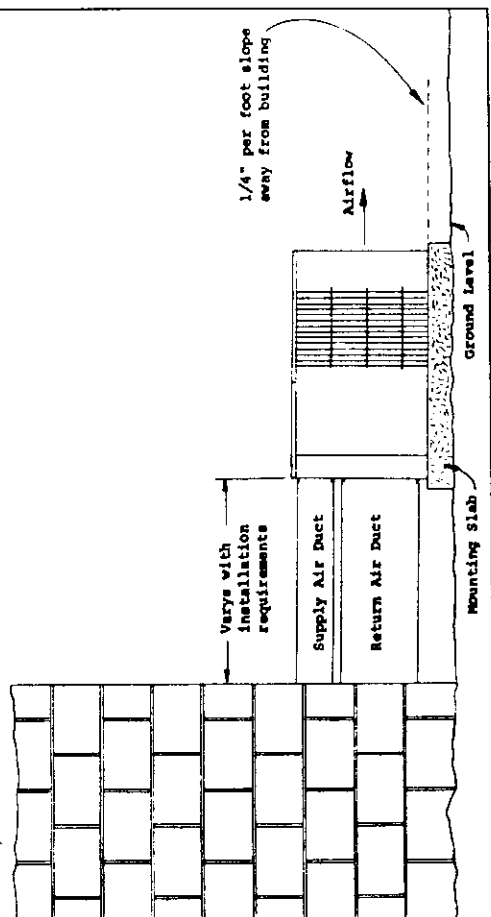 1/4" per foot slope
away from building
Airflow
Varys with
installation
requirements
Supply Air Duct
Return Air Duct
Mounting Slab
Ground Level